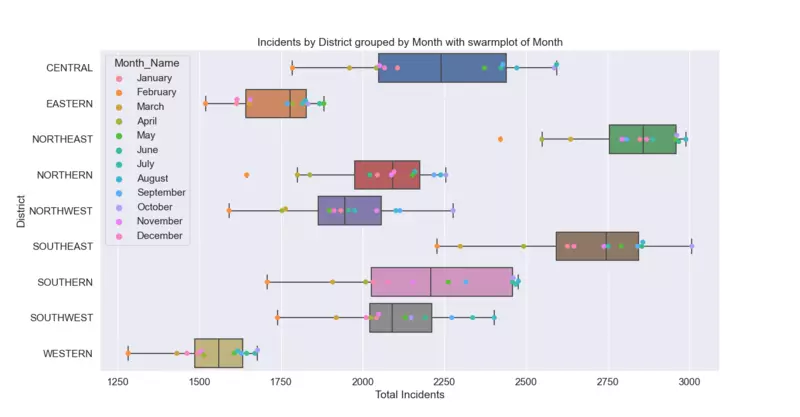 Incidents by District grouped by Month with swarmplot of Month
Month_Name
January
February
March
April
May
June
July
August
September
October
November
December
District
CENTRAL
EASTERN
NORTHEAST
NORTHERN
NORTHWEST
SOUTHEAST
SOUTHERN
SOUTHWEST
WESTERN
1250 1500 1750 2000 2250 2500 2750 3000
Total Incidents